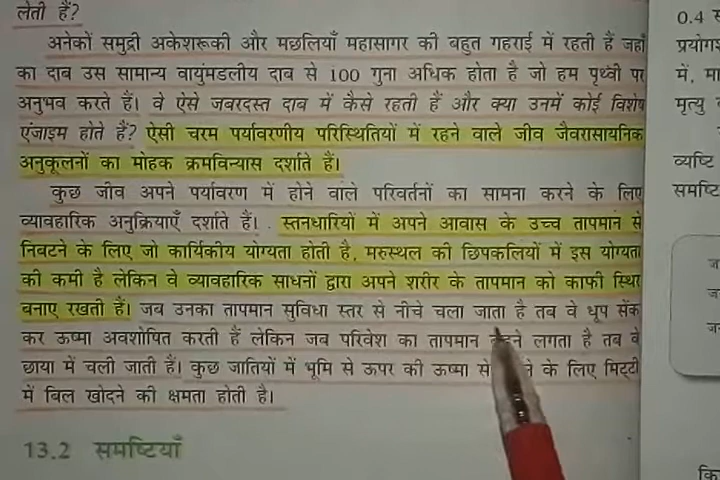 लेती हैं?
अनेकों समुद्री अकेशरूकी और मछलियाँ महासागर की बहुत गहराई में रहती हैं जहाँ
का दाब उस सामान्य वायुंमडलीय दाब से 100 गुना अधिक होता है जो हम पृथ्वी पर
अनुभव करते हैं। वे ऐसे जबरदस्त दाब में कैसे रहती हैं और क्या उनमें कोई विशेष
एंजाइम होते हैं? ऐसी चरम पर्यावरणीय परिस्थितियों में रहने वाले जीव जैवरासायनिक
अनुकूलनों का मोहक क्रमविन्यास दर्शाते हैं।
कुछ जीव अपने पर्यावरण में होने वाले परिवर्तनों का सामना करने के लिए
व्यावहारिक अनुक्रियाएँ दर्शाते हैं। स्तनधारियों में अपने आवास के उच्च तापमान से
निबटने के लिए जो कार्यिकीय योग्यता होती है, मरुस्थल की छिपकलियों में इस योग्यता
की कमी है लेकिन वे व्यावहारिक साधनों द्वारा अपने शरीर के तापमान को काफी स्थिर
बनाए रखती हैं। जब उनका तापमान सुविधा स्तर से नीचे चला जाता है तब वे धूप सेंक
कर ऊष्मा अवशोषित करती हैं लेकिन जब परिवेश का तापमान लगता है तब वे
छाया में चली जाती हैं। कुछ जातियों में भूमि से ऊपर की ऊष्मा से के लिए मिट्टी
में बिल खोदने की क्षमता होती है।
13.2 समष्टियाँ
0.4
प्रयोगश
में, मा
मृत्यु
व्यष्टि
समष्टि
कि